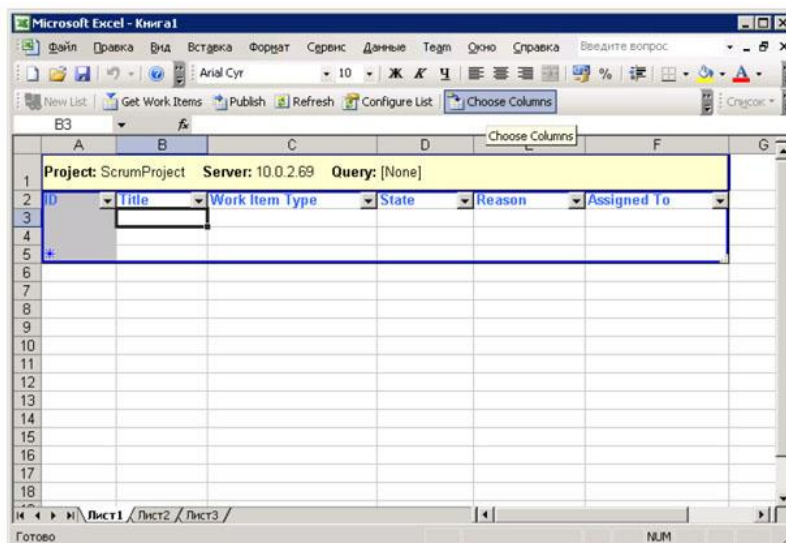 Microsoft Excel - Книга1
Файл Правка Вид Вставка Формат Сервис Данные Team Окно Справка Введите вопрос
Arial Cyr 10 Ж К Ч %
New List Get Work Items Publish Refresh Configure List Choose Columns Список
B3 fx
Choose Columns
A B C D E F G
1 Project: ScrumProject Server: 10.0.2.69 Query: [None]
2 ID Title Work Item Type State Reason Assigned To
3
4
5
6
7
8
9
10
11
12
13
14
15
16
17
18
Лист1 Лист2 Лист3
Готово NUM